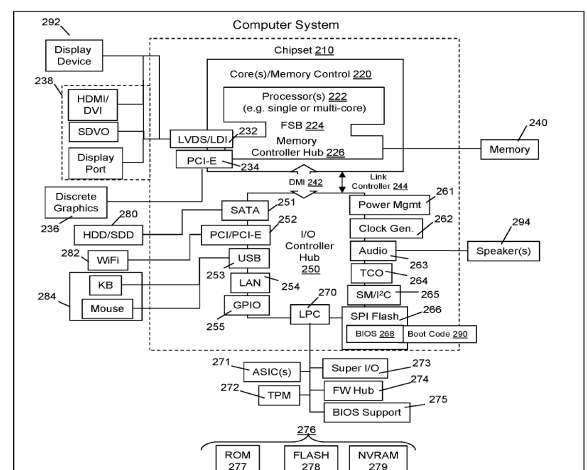 Computer System
292
Display
Device
Chipset 210
Core(s)/Memory Control 220
Processor(s) 222
(e.g. single or multi-core)
FSB 224
Memory
Controller Hub 226
238
HDMI/
DVI
SDVO
Display
Port
LVDS/LDI
232
PCI-E
234
240
Memory
DMI 242
Link
Controller 244
Discrete
Graphics
236
280
HDD/SDD
282
WiFi
284
KB
Mouse
SATA
251
PCI/PCI-E
252
USB
253
LAN
254
GPIO
255
I/O
Controller
Hub
250
270
LPC
261
Power Mgmt
262
Clock Gen.
Audio
263
TCO
264
SM/I²C
265
SPI Flash
266
BIOS 268
Boot Code 290
294
Speaker(s)
271
ASIC(s)
272
TPM
Super I/O
273
FW Hub
274
BIOS Support
275
276
ROM
277
FLASH
278
NVRAM
279